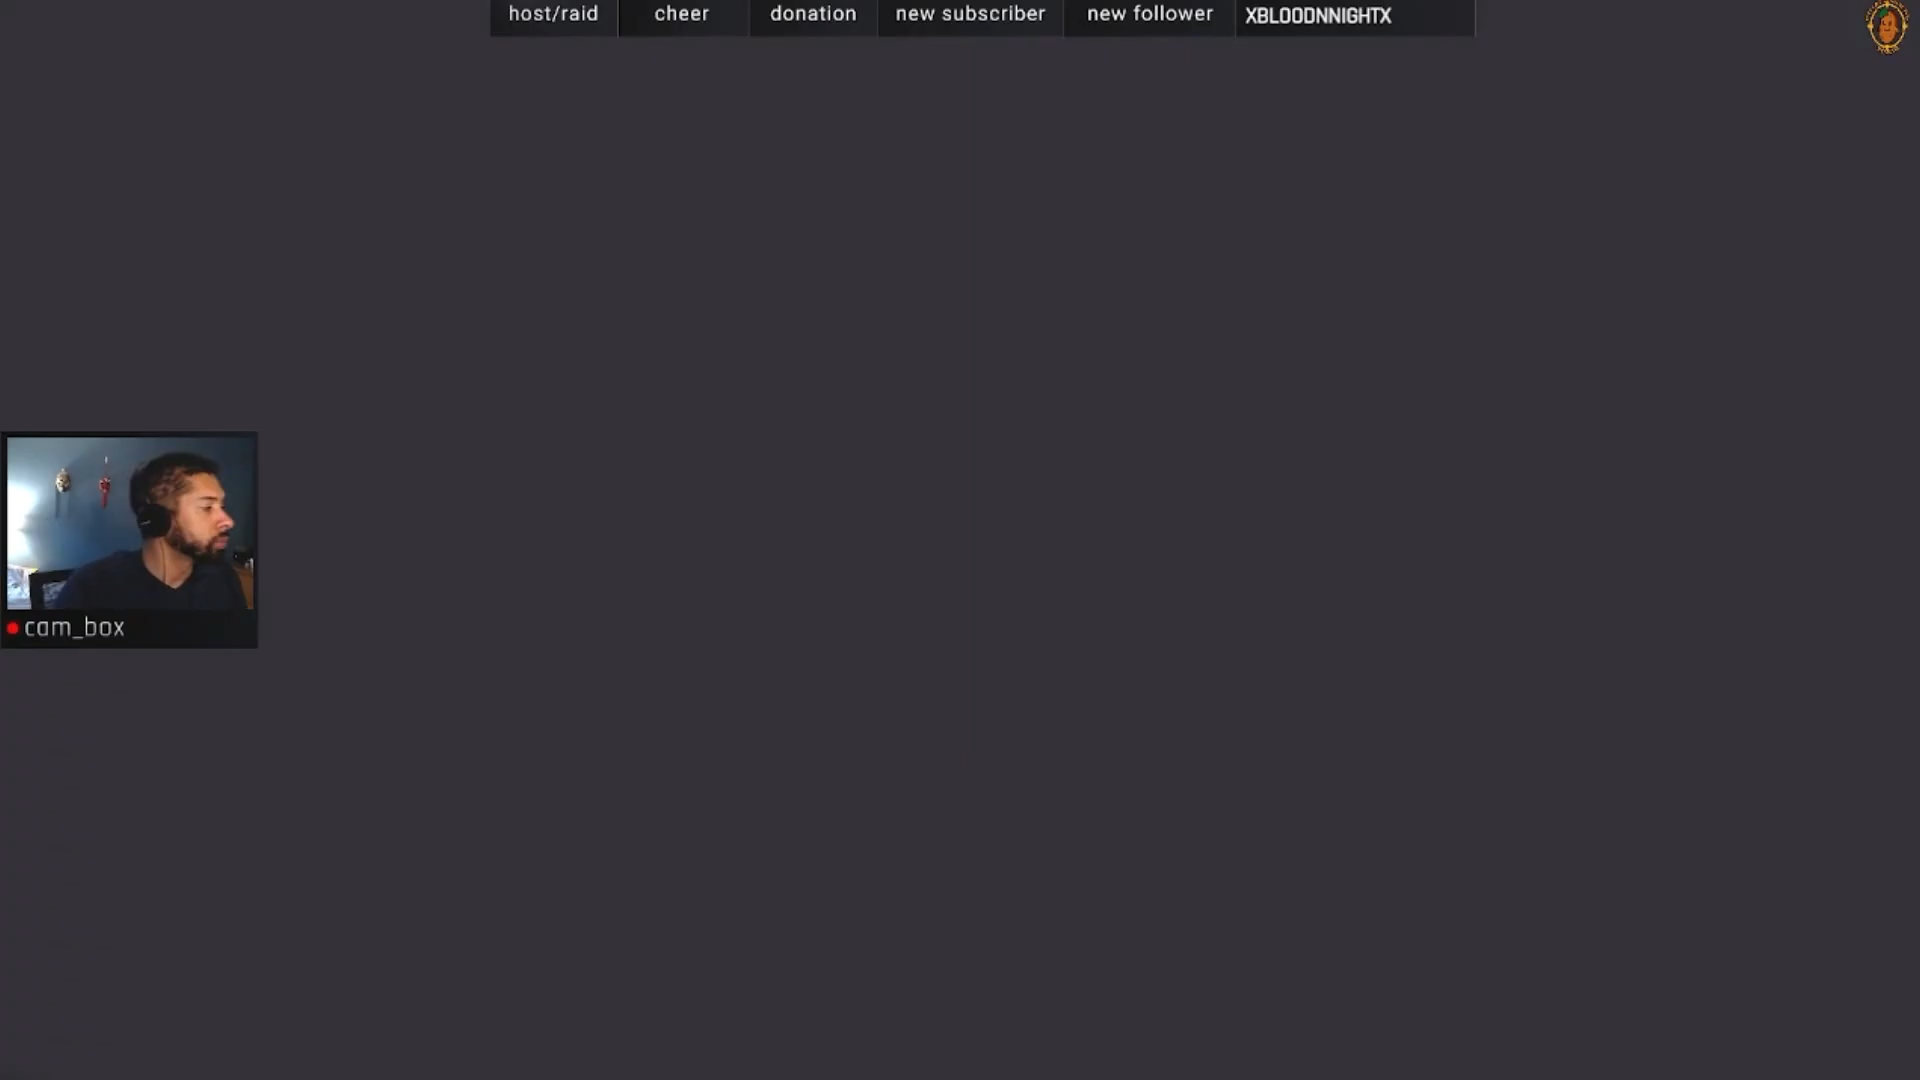 host/raid
cheer
donation
new subscriber
new follower
XBLOODNNIGHTX
cam_box